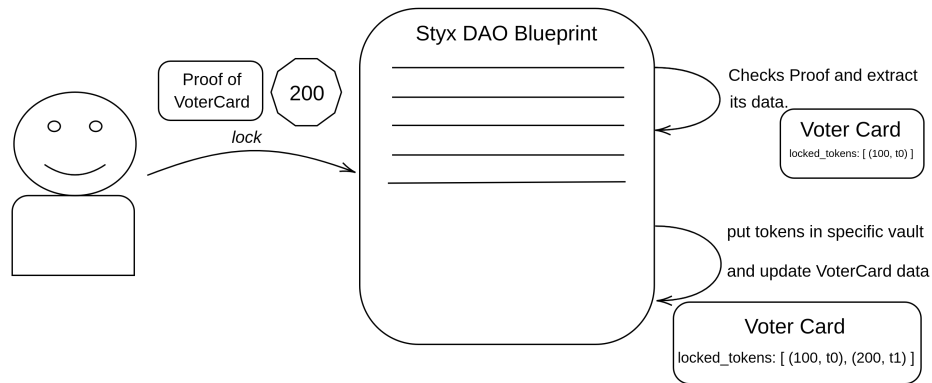 Styx DAO Blueprint
Proof of
VoterCard
200
lock
Checks Proof and extract
its data.
Voter Card
locked_tokens: [ (100, t0) ]
put tokens in specific vault
and update VoterCard data
Voter Card
locked_tokens: [ (100, t0), (200, t1) ]